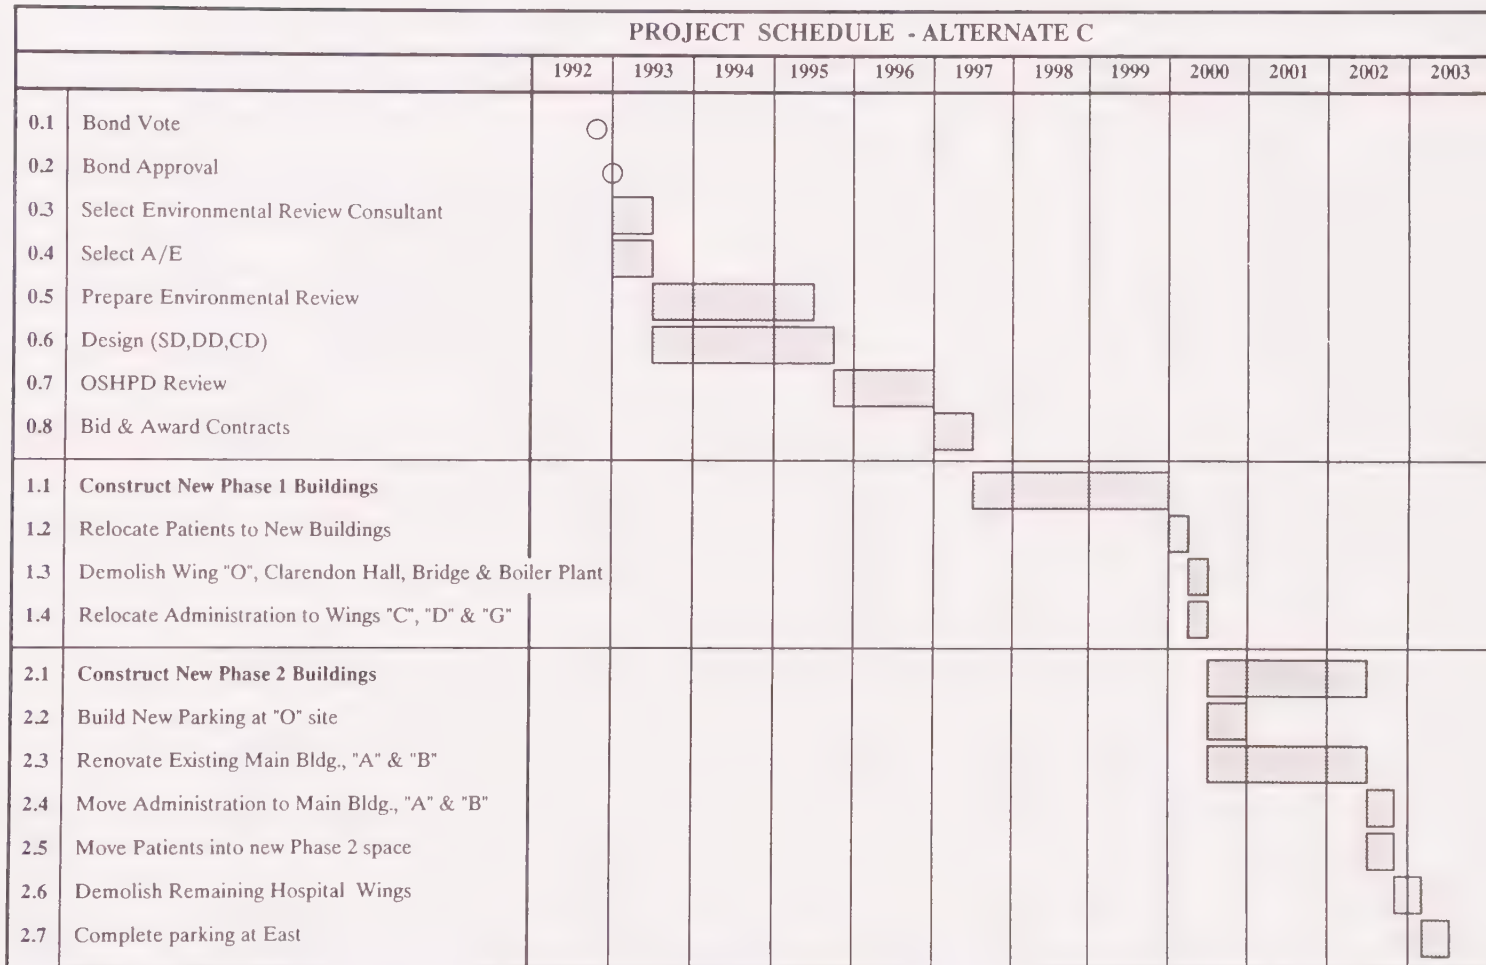 PROJECT SCHEDULE - ALTERNATE C
1992 1993 1994 1995 1996 1997 1998 1999 2000 2001 2002 2003
0.1 Bond Vote
0.2 Bond Approval
0.3 Select Environmental Review Consultant
0.4 Select A/E
0.5 Prepare Environmental Review
0.6 Design (SD,DD,CD)
0.7 OSHPD Review
0.8 Bid & Award Contracts
1.1 Construct New Phase 1 Buildings
1.2 Relocate Patients to New Buildings
1.3 Demolish Wing "O", Clarendon Hall, Bridge & Boiler Plant
1.4 Relocate Administration to Wings "C", "D" & "G"
2.1 Construct New Phase 2 Buildings
2.2 Build New Parking at "O" site
2.3 Renovate Existing Main Bldg., "A" & "B"
2.4 Move Administration to Main Bldg., "A" & "B"
2.5 Move Patients into new Phase 2 space
2.6 Demolish Remaining Hospital Wings
2.7 Complete parking at East